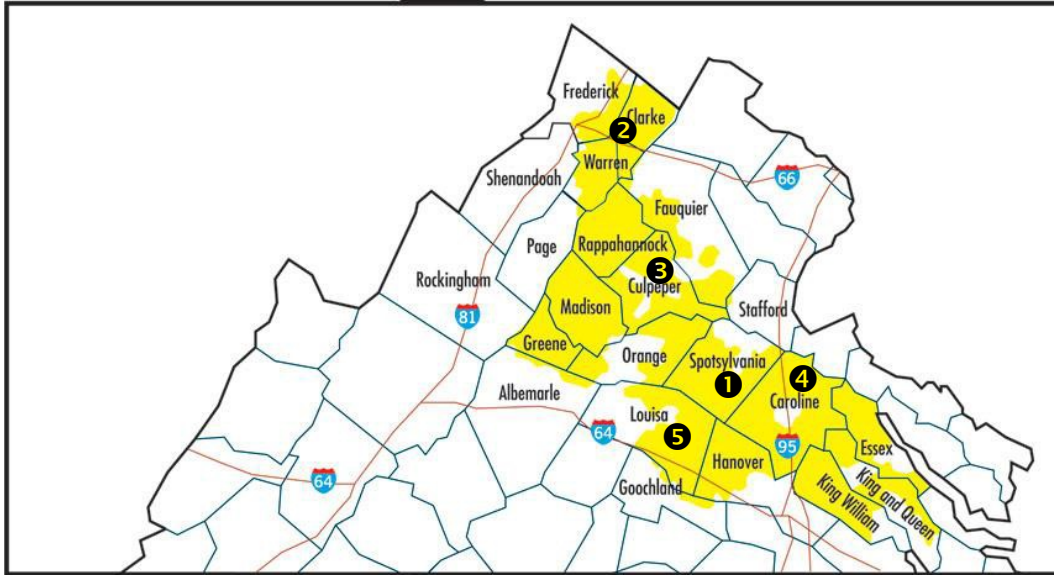 Frederick
Clarke
2
Warren
Shenandoah
66
Fauquier
Page
Rappahannock
Rockingham
3
Culpeper
Madison
Stafford
81
Greene
Orange
Spotsylvania
1
4
Albemarle
Caroline
Louisa
64
5
95
Essex
Hanover
64
Goochland
King William
King and Queen